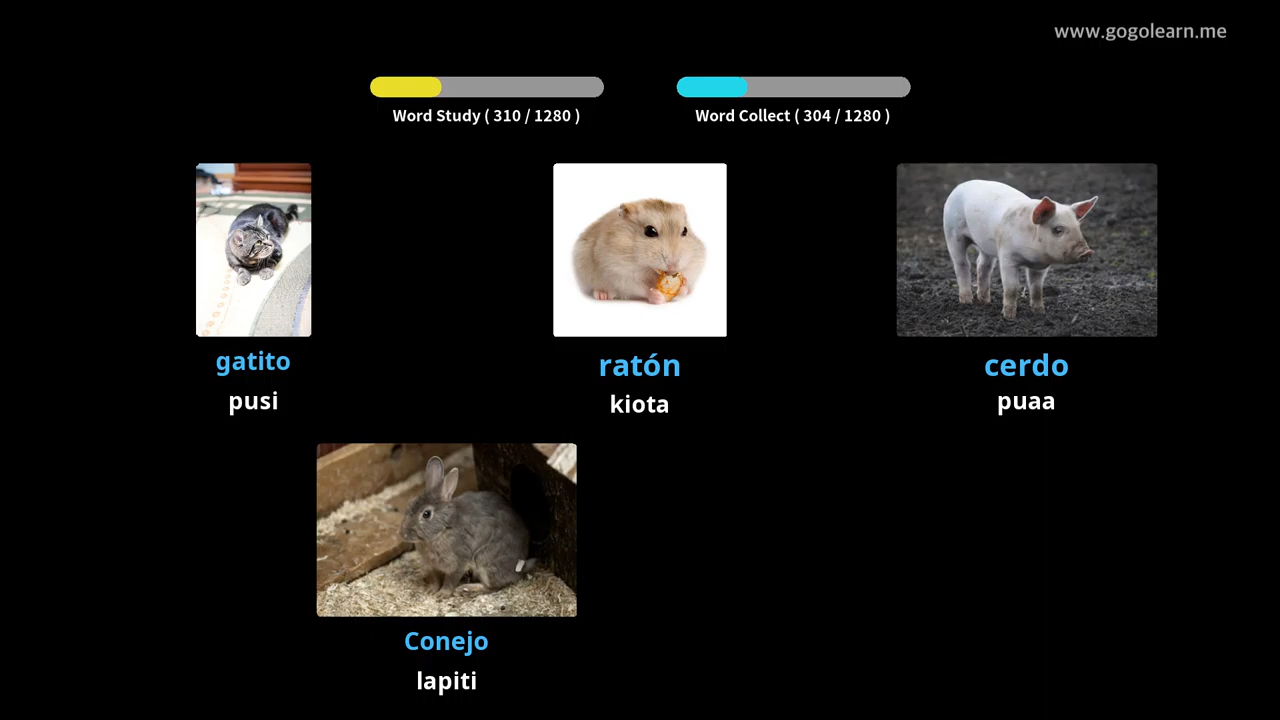 www.gogolearn.me
Word Study ( 310 / 1280 )
Word Collect ( 304 / 1280 )
gatito
pusi
ratón
kiota
cerdo
puaa
Conejo
lapiti